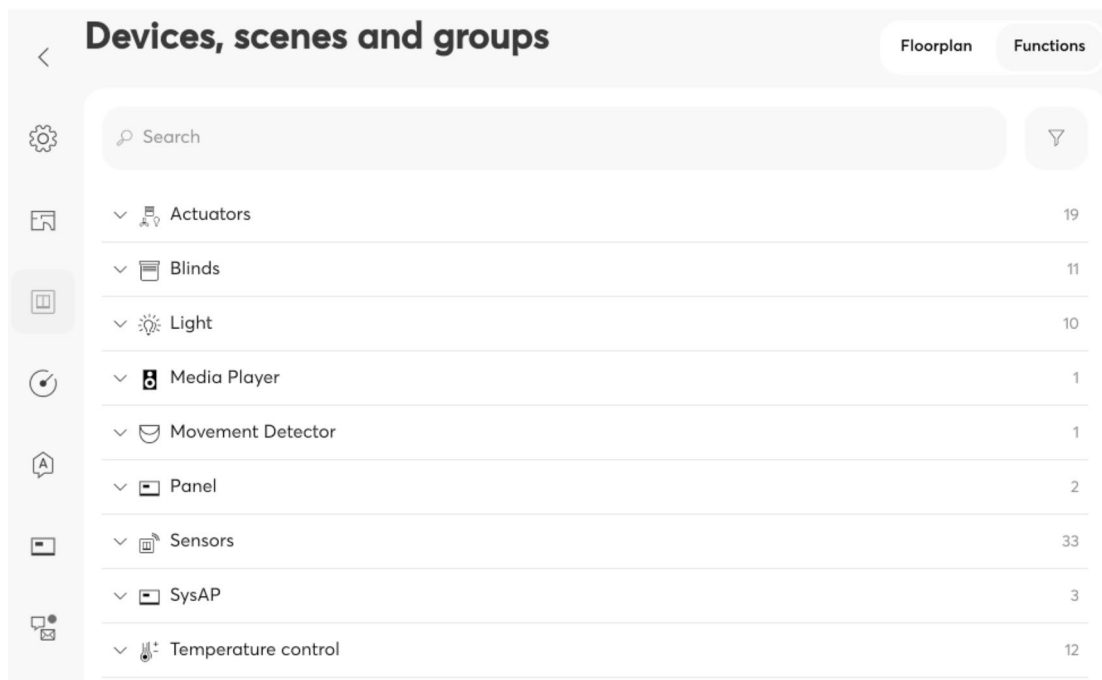 Devices, scenes and groups
Floorplan
Functions
Search
Actuators 19
Blinds 11
Light 10
Media Player 1
Movement Detector 1
Panel 2
Sensors 33
SysAP 3
Temperature control 12
A